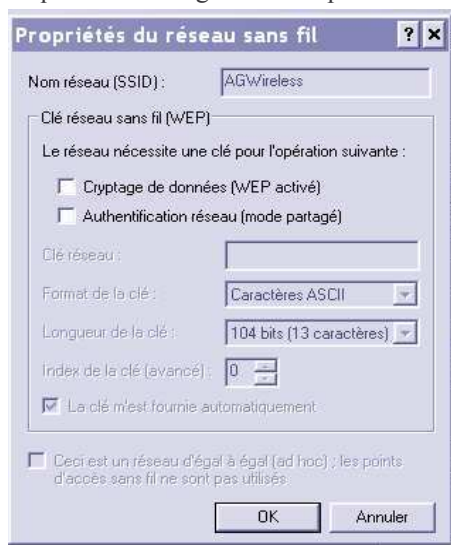 Propriétés du réseau sans fil
Nom réseau (SSID) : AGWireless
Clé réseau sans fil (WEP)
Le réseau nécessite une clé pour l'opération suivante :
Cryptage de données (WEP activé)
Authentification réseau (mode partagé)
Clé réseau :
Format de la clé : Caractères ASCII
Longueur de la clé : 104 bits (13 caractères)
Index de la clé (avancé) : 0
La clé m'est fournie automatiquement
Ceci est un réseau d'égal à égal (ad hoc) ; les points
d'accès sans fil ne sont pas utilisés
OK Annuler